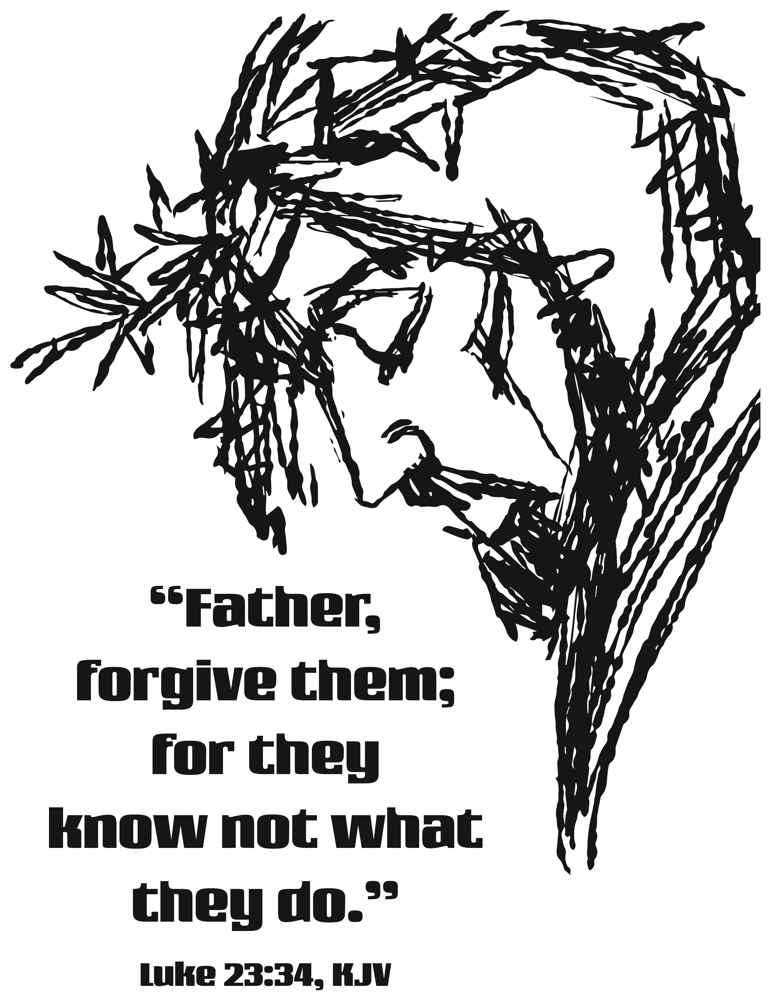 “Father,
forgive them;
for they
know not what
they do.”
Luke 23:34, KJV